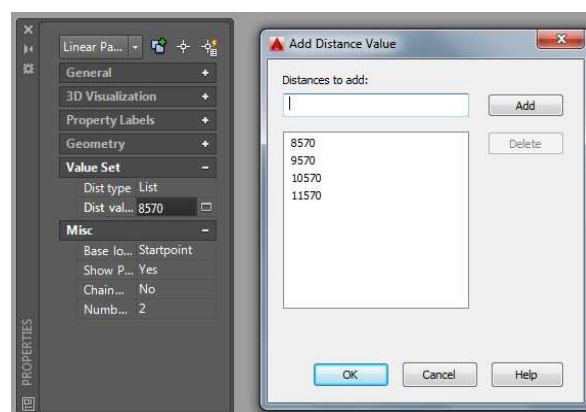 Linear Pa...
General
3D Visualization
Property Labels
Geometry
Value Set
Dist type List
Dist val... 8570
Misc
Base lo... Startpoint
Show P... Yes
Chain... No
Numb... 2
PROPERTIES
Add Distance Value
Distances to add:
Add
8570
Delete
9570
10570
11570
OK Cancel Help